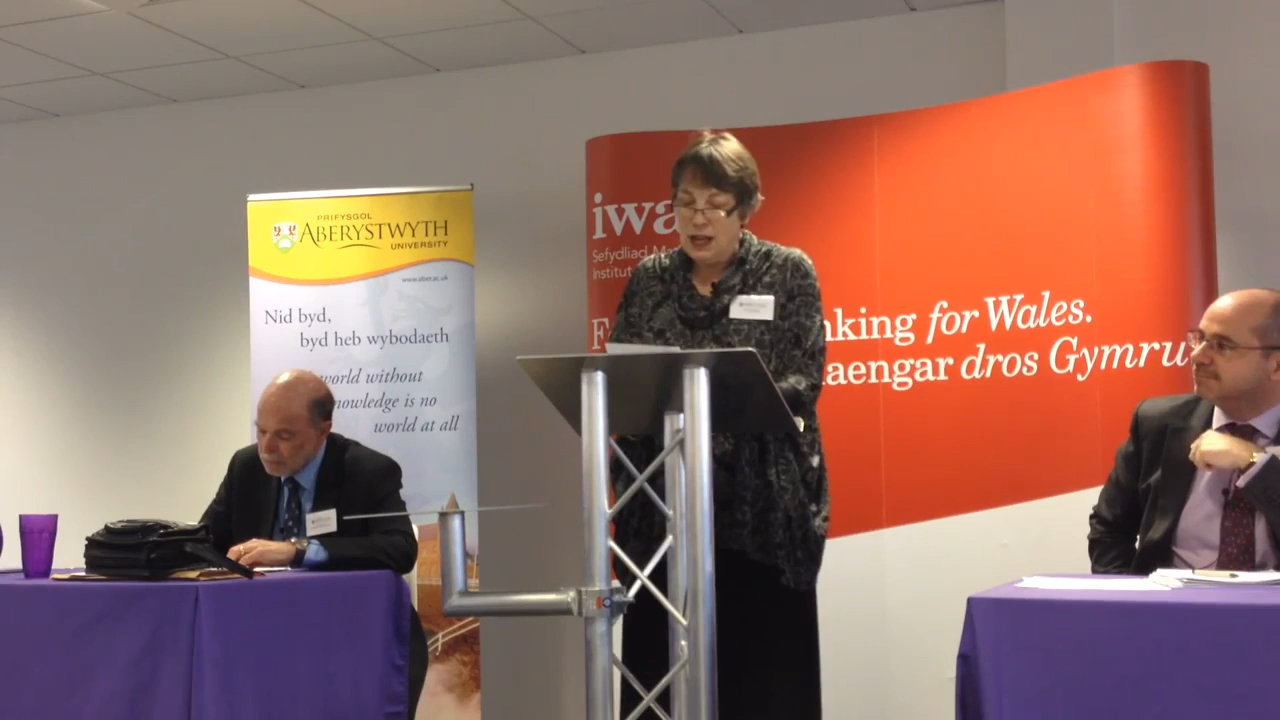 PRIFYSGOL
ABERYSTWYTH
UNIVERSITY
www.aber.ac.uk
Nid byd,
byd heb wybodaeth
world without
nowledge is no
world at all
iwa
Sefydliad
Institut
F
nking for Wales.
aengar dros Gymru